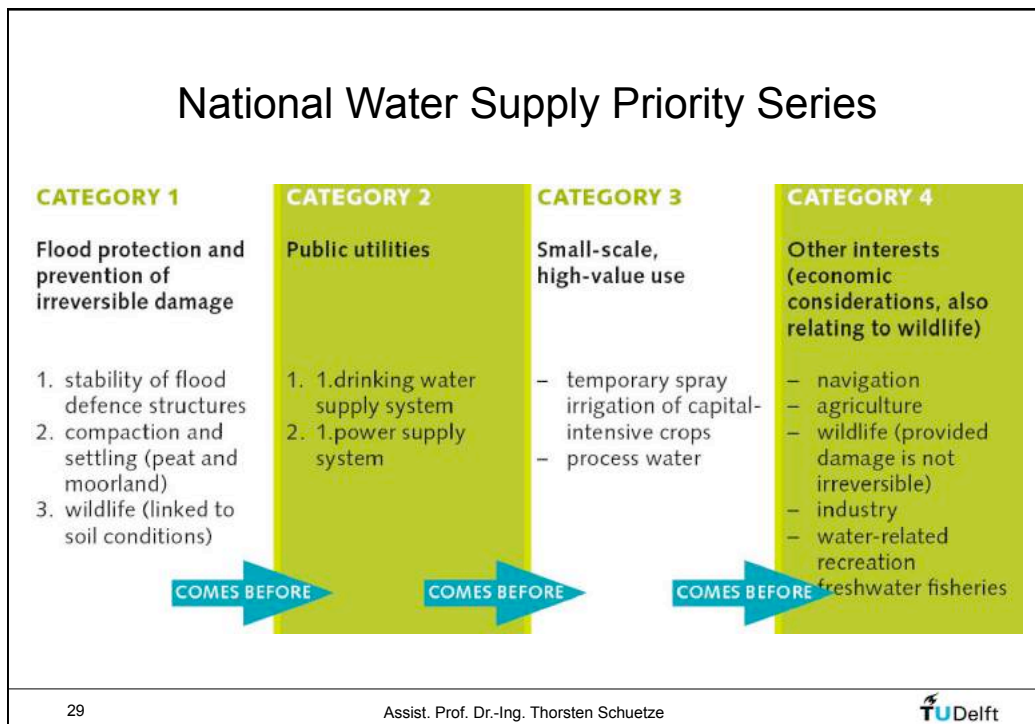 National Water Supply Priority Series
CATEGORY 1
Flood protection and
prevention of
irreversible damage
1. stability of flood
defence structures
2. compaction and
settling (peat and
moorland)
3. wildlife (linked to
soil conditions)
COMES BEFORE
CATEGORY 2
Public utilities
1. 1.drinking water
supply system
2. 1.power supply
system
COMES BEFORE
CATEGORY 3
Small-scale,
high-value use
– temporary spray
irrigation of capital-
intensive crops
– process water
COMES BEFORE
CATEGORY 4
Other interests
(economic
considerations, also
relating to wildlife)
– navigation
– agriculture
– wildlife (provided
damage is not
irreversible)
– industry
– water-related
recreation
freshwater fisheries
29
Assist. Prof. Dr.-Ing. Thorsten Schuetze
TUDelft